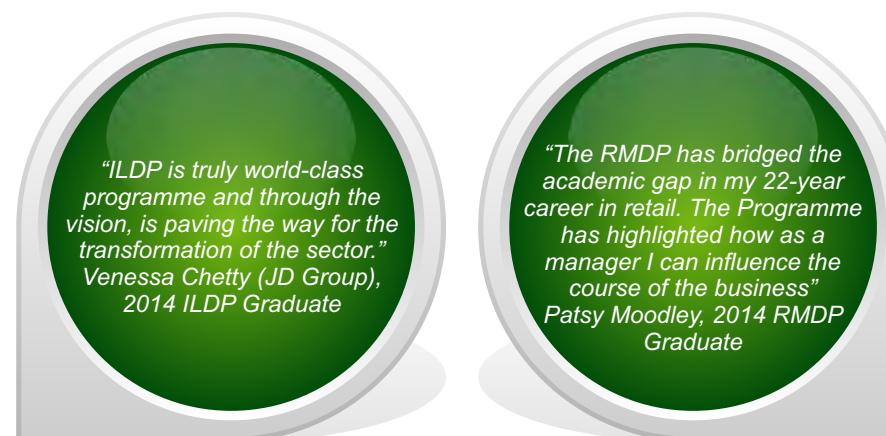 “ILDP is truly world-class
programme and through the
vision, is paving the way for the
transformation of the sector.”
Venessa Chetty (JD Group),
2014 ILDP Graduate
“The RMDP has bridged the
academic gap in my 22-year
career in retail. The Programme
has highlighted how as a
manager I can influence the
course of the business”
Patsy Moodley, 2014 RMDP
Graduate